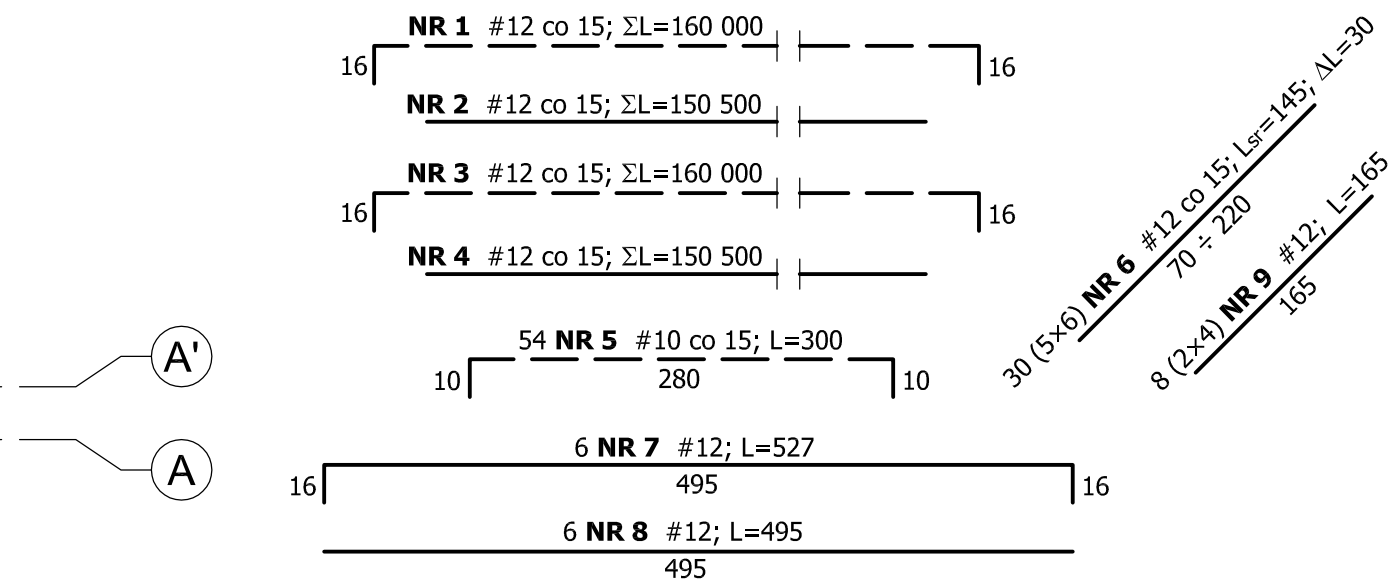 NR 1 #12 co 15; ΣL=160 000
16
16
NR 2 #12 co 15; ΣL=150 500
NR 3 #12 co 15; ΣL=160 000
16
16
NR 4 #12 co 15; ΣL=150 500
30 (5×6) NR 6 #12 co 15; Lsr=145; ΔL=30
70 ÷ 220
8 (2×4) NR 9 #12; L=165
165
54 NR 5 #10 co 15; L=300
10
280
10
A'
A
6 NR 7 #12; L=527
16
495
16
6 NR 8 #12; L=495
495